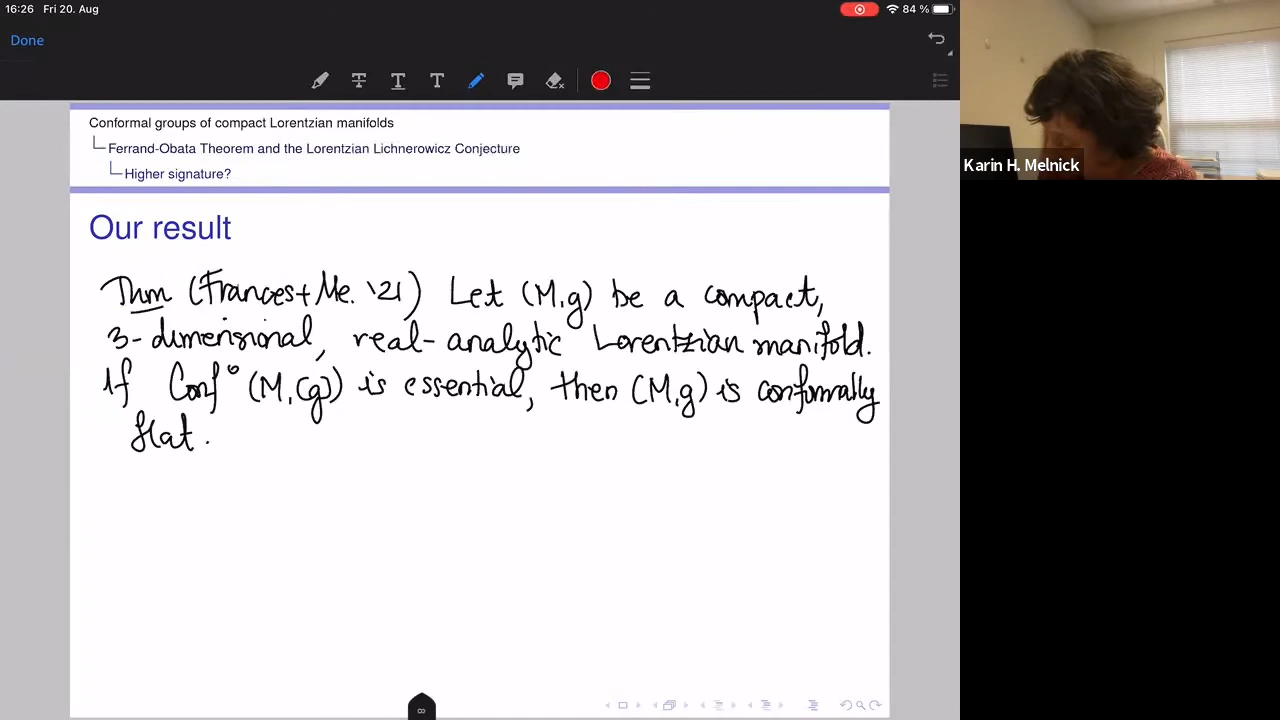 16:26 Fri 20. Aug
84 %
Done
Karin H. Melnick
Conformal groups of compact Lorentzian manifolds
Ferrand-Obata Theorem and the Lorentzian Lichnerowicz Conjecture
Higher signature?
Our result
Thm (Frances + Me. '21) Let (M,g) be a compact,
3-dimensional, real-analytic Lorentzian manifold.
If Conf° (M,[g]) is essential, then (M,g) is conformally
flat.